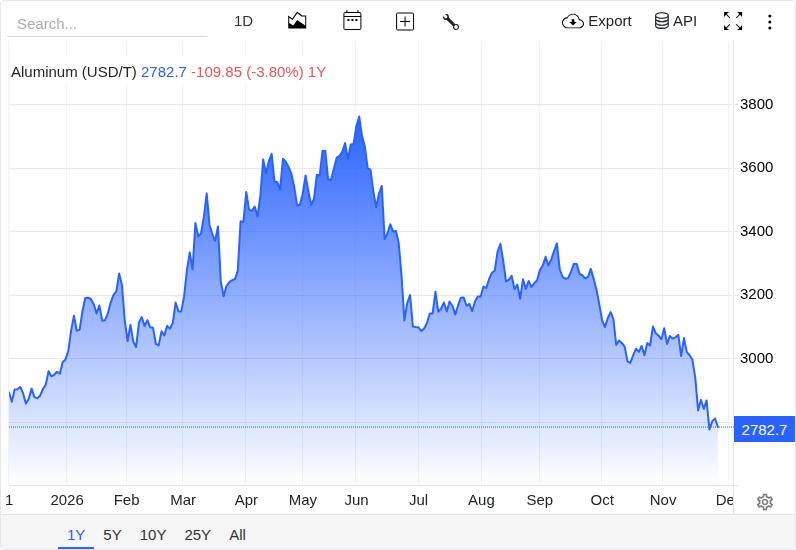 Search... 1D Export API
Aluminum (USD/T) 2782.7 -109.85 (-3.80%) 1Y
3800
3600
3400
3200
3000
2782.7
1 2026 Feb Mar Apr May Jun Jul Aug Sep Oct Nov De
1Y 5Y 10Y 25Y All